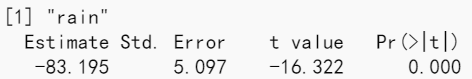 [1] "rain"
Estimate Std. Error t value Pr(>|t|)
-83.195 5.097 -16.322 0.000